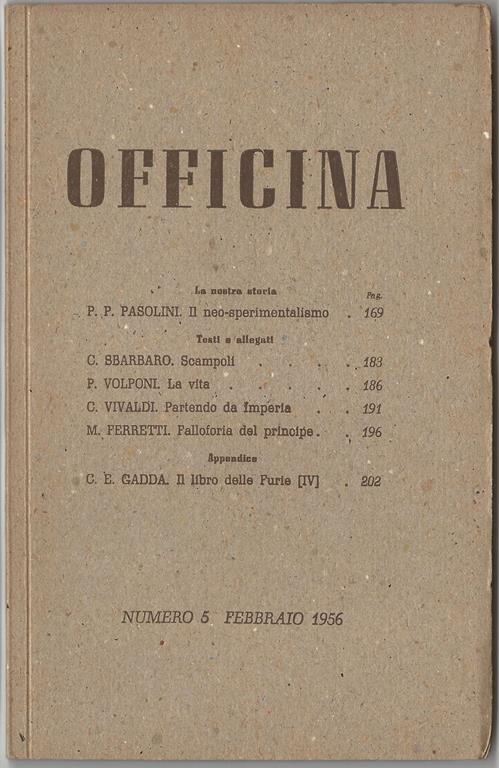 OFFICINA
La nostra storia
Pag.
P. P. PASOLINI. Il neo-sperimentalismo . 169
Testi e allegati
C. SBARBARO. Scampoli . . . . . 183
P. VOLPONI. La vita . . . . . 186
C. VIVALDI. Partendo da Imperia . . 191
M. FERRETTI. Falloforia del principe . . 196
Appendice
C. E. GADDA. Il libro delle Furie [IV] . 202
NUMERO 5 FEBBRAIO 1956